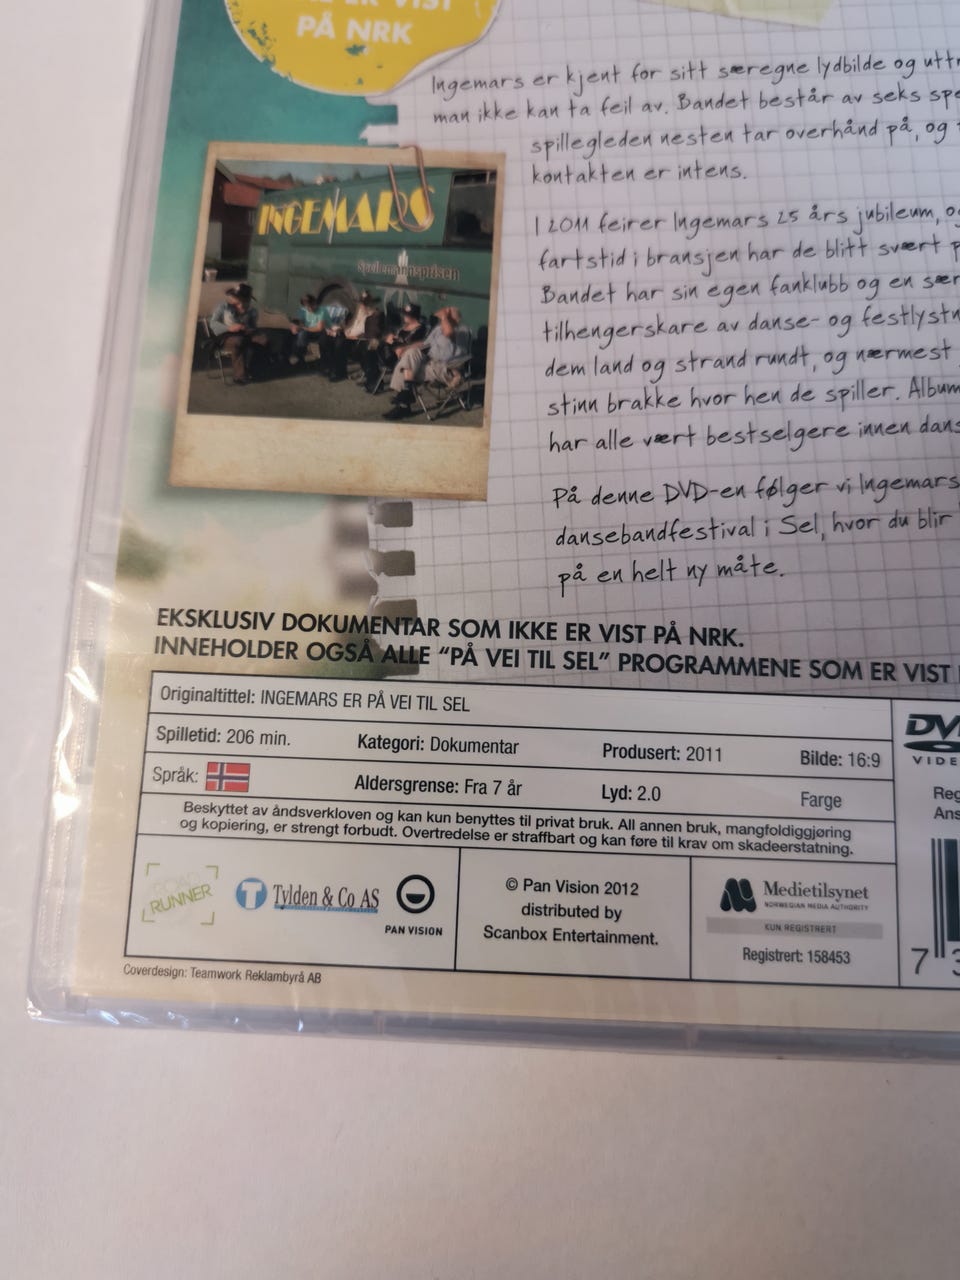 ER VIST
PÅ NRK
Ingemars er kjent for sitt særegne lydbilde og
man ikke kan ta feil av. Bandet består av seks
spillegleden nesten tar overhånd på, og
kontakten er intens.
I 2011 feirer Ingemars 25 års jubileum,
fartstid i bransjen har de blitt svært
Bandet har sin egen fanklubb og en
tilhengerskare av danse- og
dem land og strand rundt, og nærmest
stinn brakke hvor hen de spiller.
har alle vært bestselgere innen
På denne DVD-en følger vi Ingemars
dansebandfestival i Sel, hvor du blir
på en helt ny måte.
INGEMARS
Spellemannsprisen
EKSKLUSIV DOKUMENTAR SOM IKKE ER VIST PÅ NRK.
INNEHOLDER OGSÅ ALLE “PÅ VEI TIL SEL” PROGRAMMENE SOM ER VIST
Originaltittel: INGEMARS ER PÅ VEI TIL SEL
Spilletid: 206 min. Kategori: Dokumentar Produsert: 2011 Bilde: 16:9
Språk: Aldersgrense: Fra 7 år Lyd: 2.0 Farge
Beskyttet av åndsverkloven og kan kun benyttes til privat bruk. All annen bruk, mangfoldiggjøring
og kopiering, er strengt forbudt. Overtredelse er straffbart og kan føre til krav om skadeerstatning.
ROAD
RUNNER
T Tylden & Co AS
PAN VISION
© Pan Vision 2012
distributed by
Scanbox Entertainment.
Medietilsynet
NORWEGIAN MEDIA AUTHORITY
KUN REGISTRERT
Registrert: 158453
Coverdesign: Teamwork Reklambyrå AB
7